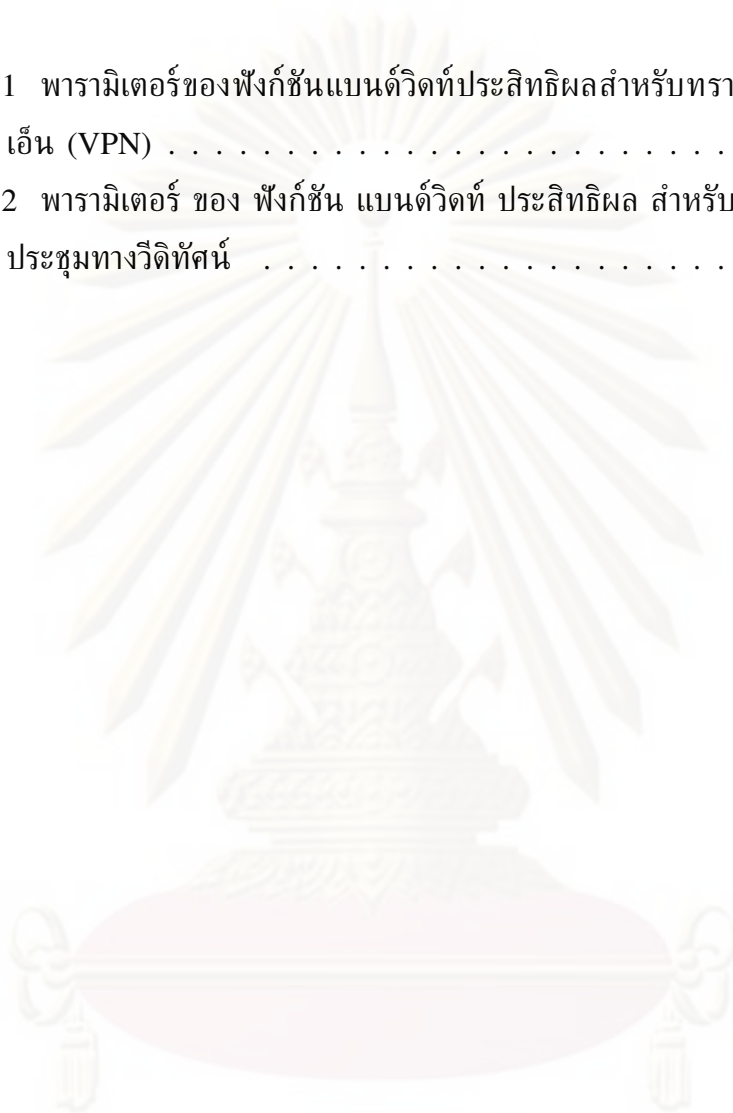 1 พารามิเตอร์ของฟังก์ชันแบนด์วิดท์ประสิทธิผลสำหรับทรา
เอ็น (VPN) . . . . . . . . . . . . . . . . . . . . . . . .
2 พารามิเตอร์ ของ ฟังก์ชัน แบนด์วิดท์ ประสิทธิผล สำหรับ
ประชุมทางวีดิทัศน์ . . . . . . . . . . . . . . . . . . . .